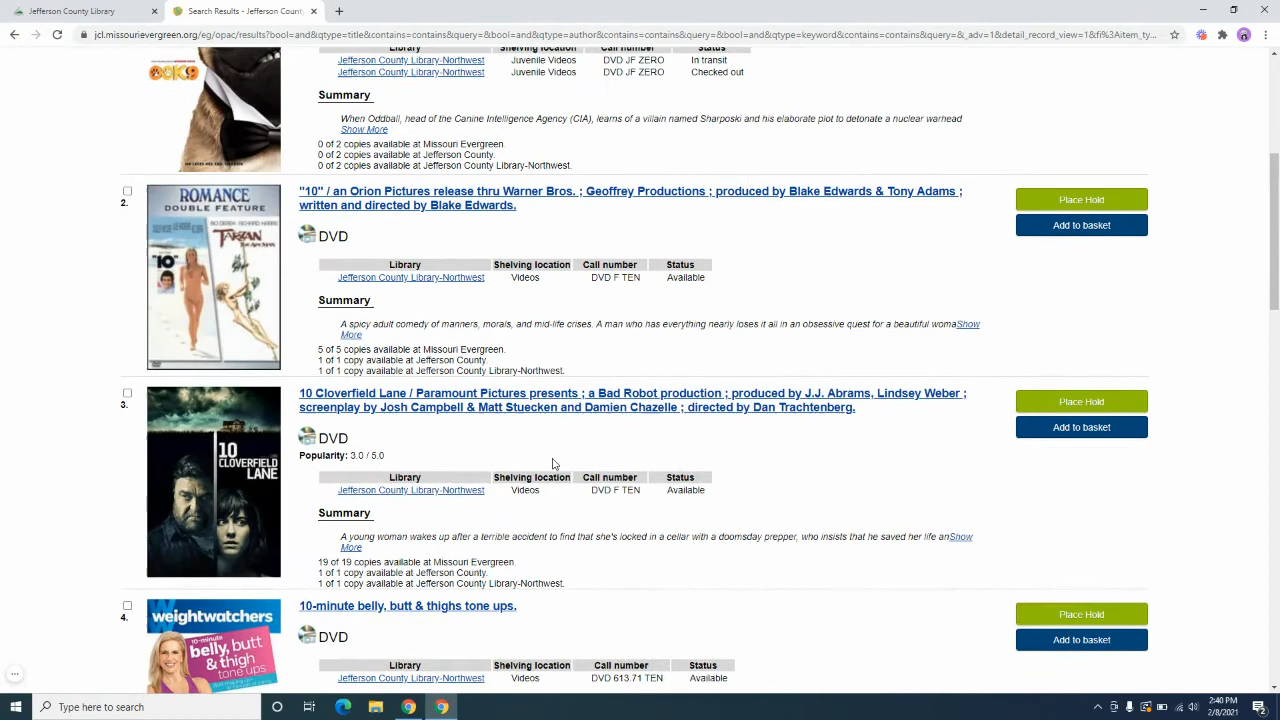 Jefferson County Library
Search Results
jcl.missourievergreen.org/eg/opac/results?bool=and&qtype=title&contains=contains&query=&bool=and&qtype=author&contains=contains&query=&bool=and&qtype=keyword&contains=contains&query=&_adv=1&detail_record_view=1&fi%3Aitem_ty...
Library Shelving location Call number Status
Jefferson County Library-Northwest Juvenile Videos DVD JF ZERO In transit
Jefferson County Library-Northwest Juvenile Videos DVD JF ZERO Checked out
Summary
When Oddball, head of the Canine Intelligence Agency (CIA), learns of a villain named Sharposki and his elaborate plot to detonate a nuclear warhead
Show More
0 of 2 copies available at Missouri Evergreen.
0 of 2 copies available at Jefferson County.
0 of 2 copies available at Jefferson County Library-Northwest.
2.
ROMANCE
DOUBLE FEATURE
BO DEREK RICHARD HARRIS
TARZAN
THE APE MAN
"10"
"10" / an Orion Pictures release thru Warner Bros. ; Geoffrey Productions ; produced by Blake Edwards & Tony Adams ;
written and directed by Blake Edwards.
Place Hold
Add to basket
DVD
Library Shelving location Call number Status
Jefferson County Library-Northwest Videos DVD F TEN Available
Summary
A spicy adult comedy of manners, morals, and mid-life crises. A man who has everything nearly loses it all in an obsessive quest for a beautiful womaShow
More
5 of 5 copies available at Missouri Evergreen.
1 of 1 copy available at Jefferson County.
1 of 1 copy available at Jefferson County Library-Northwest.
3.
10
CLOVERFIELD
LANE
10 Cloverfield Lane / Paramount Pictures presents ; a Bad Robot production ; produced by J.J. Abrams, Lindsey Weber ;
screenplay by Josh Campbell & Matt Stuecken and Damien Chazelle ; directed by Dan Trachtenberg.
Place Hold
Add to basket
DVD
Popularity: 3.0 / 5.0
Library Shelving location Call number Status
Jefferson County Library-Northwest Videos DVD F TEN Available
Summary
A young woman wakes up after a terrible accident to find that she's locked in a cellar with a doomsday prepper, who insists that he saved her life anShow
More
19 of 19 copies available at Missouri Evergreen.
1 of 1 copy available at Jefferson County.
1 of 1 copy available at Jefferson County Library-Northwest.
4.
weightwatchers
10-minute
belly, butt
& thigh
tone ups
10-minute belly, butt & thighs tone ups.
Place Hold
Add to basket
DVD
Library Shelving location Call number Status
Jefferson County Library-Northwest Videos DVD 613.71 TEN Available
Type here to search
2:40 PM
2/8/2021